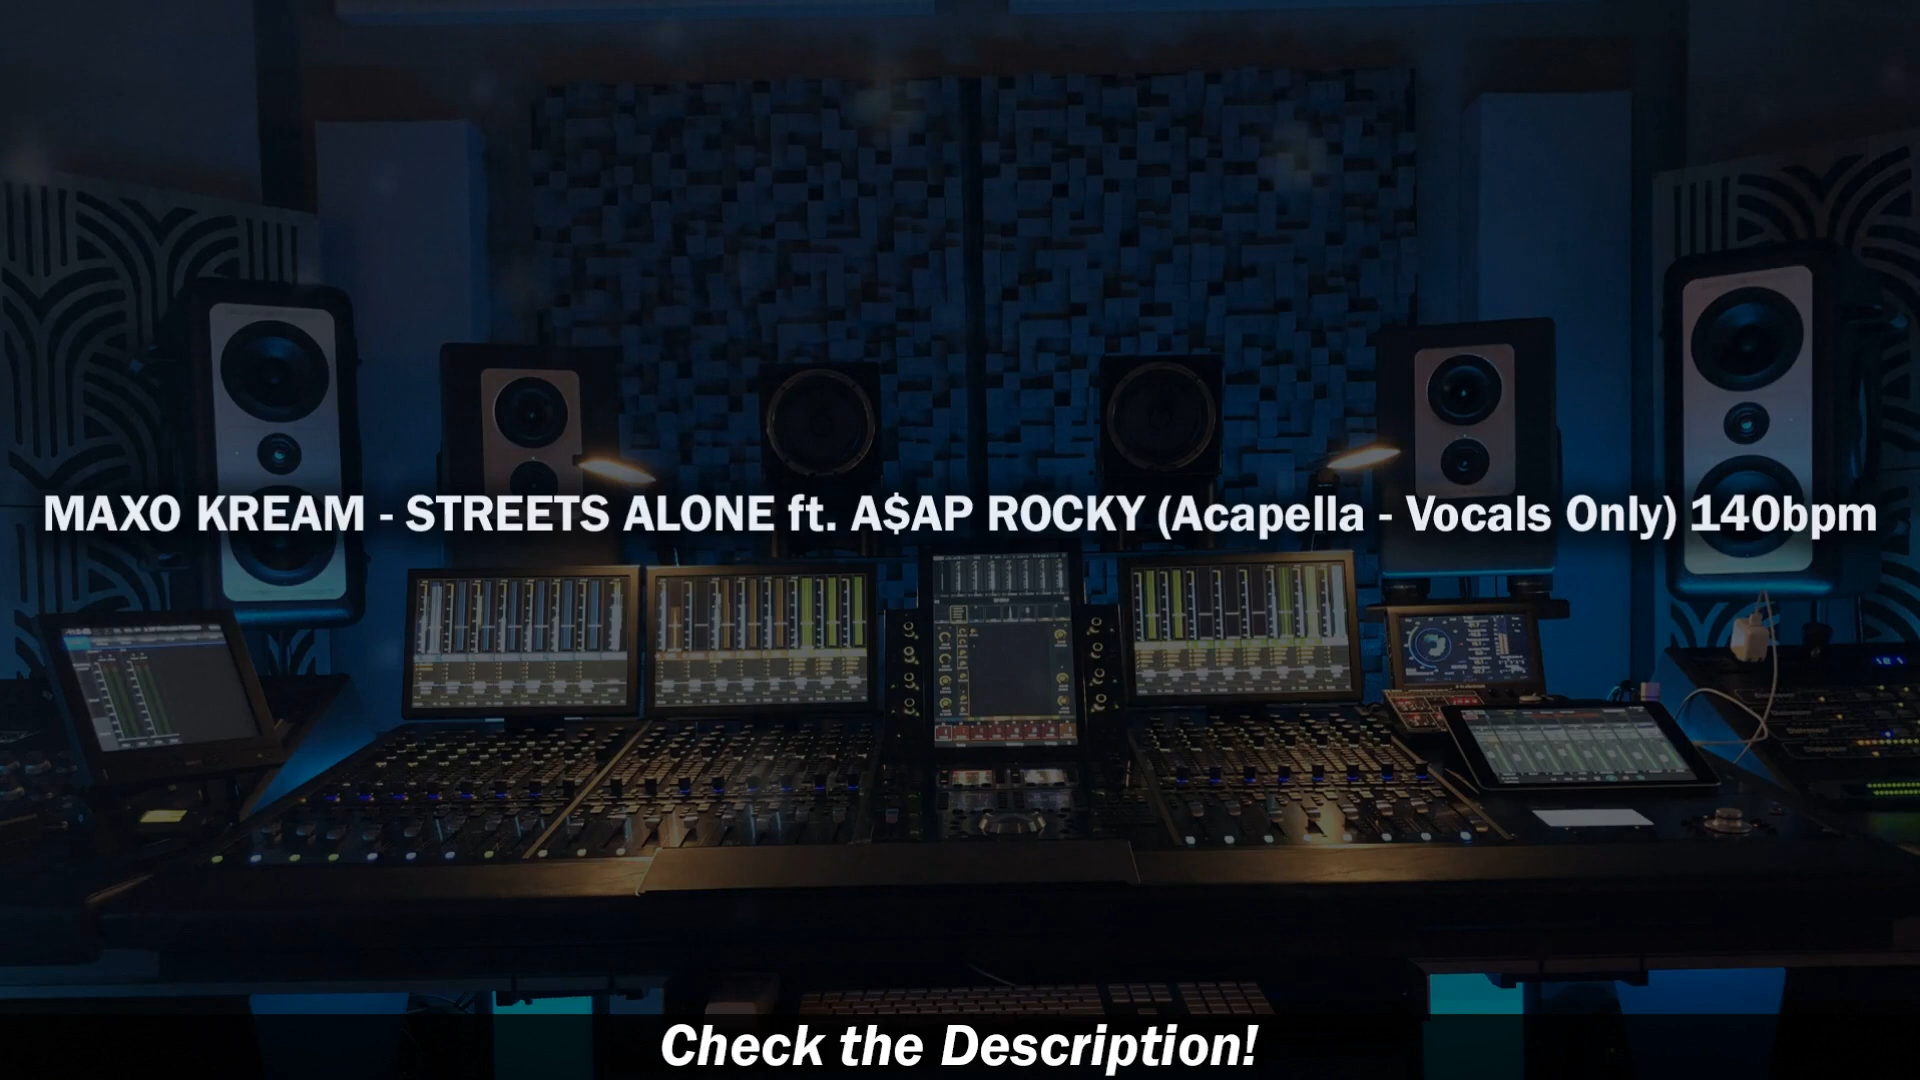 MAXO KREAM - STREETS ALONE ft. A$AP ROCKY (Acapella - Vocals Only) 140bpm
Check the Description!